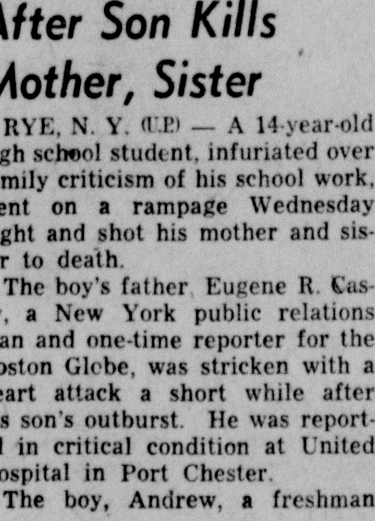 After Son Kills
Mother, Sister
RYE, N. Y. (U.P.) — A 14-year-old
gh school student, infuriated over
mily criticism of his school work,
ent on a rampage Wednesday
ght and shot his mother and sis-
r to death.
The boy's father, Eugene R. Cas-
, a New York public relations
an and one-time reporter for the
oston Globe, was stricken with a
eart attack a short while after
s son's outburst. He was report-
d in critical condition at United
ospital in Port Chester.
The boy, Andrew, a freshman